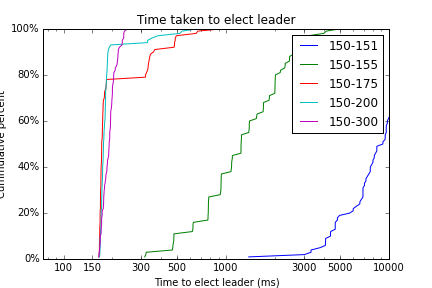 Time taken to elect leader
100%
80%
60%
40%
20%
0%
Cummulative percent
150-151
150-155
150-175
150-200
150-300
100 150 300 500 1000 3000 5000 10000
Time to elect leader (ms)